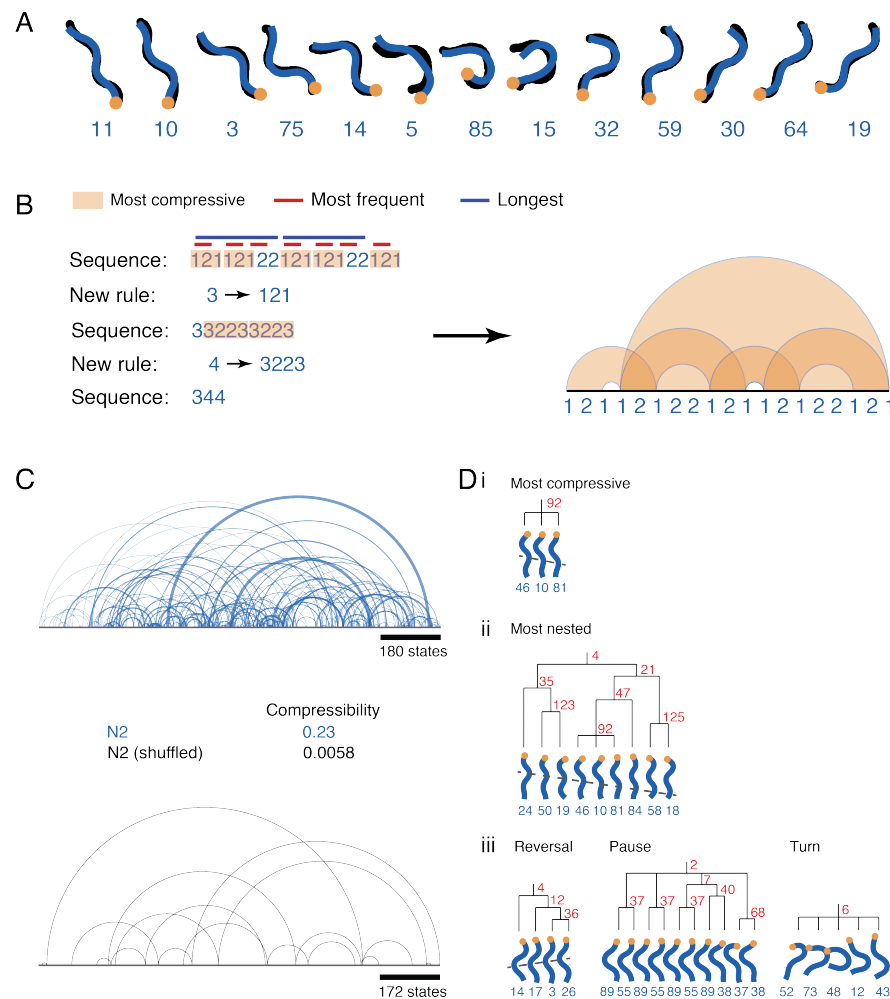 A
11 10 3 75 14 5 85 15 32 59 30 64 19
B
Most compressive Most frequent Longest
Sequence: 121121221211212​2121
New rule: 3 → 121
Sequence: 332233223
New rule: 4 → 3223
Sequence: 344
1 2 1 1 2 1 2 2 1 2 1 1 2 1 2 2 1 2 1
C
180 states
Compressibility
N2 0.23
N2 (shuffled) 0.0058
172 states
D i Most compressive
92
46 10 81
ii Most nested
4
21
35
47
123
125
92
24 50 19 46 10 81 84 58 18
iii Reversal Pause Turn
2
7
4
40
12
37 37 37
6
36
68
14 17 3 26 89 55 89 55 89 55 89 38 37 38 52 73 48 12 43